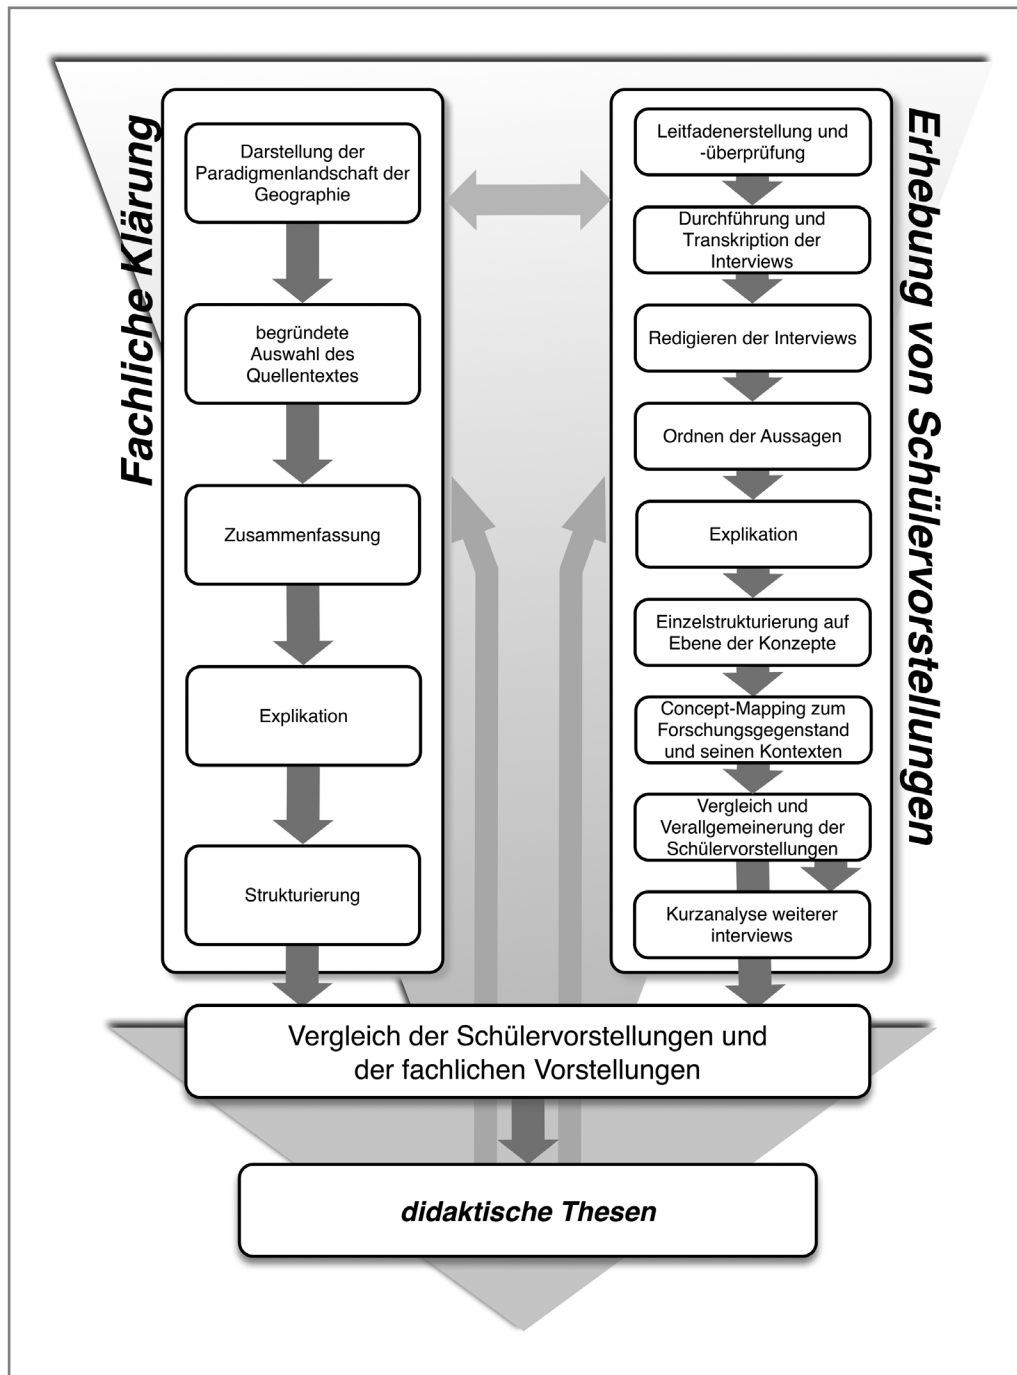 Fachliche Klärung
Darstellung der
Paradigmenlandschaft der
Geographie
begründete
Auswahl des
Quellentextes
Zusammenfassung
Explikation
Strukturierung
Erhebung von Schülervorstellungen
Leitfadenerstellung und
-überprüfung
Durchführung und
Transkription der
Interviews
Redigieren der Interviews
Ordnen der Aussagen
Explikation
Einzelstrukturierung auf
Ebene der Konzepte
Concept-Mapping zum
Forschungsgegenstand
und seinen Kontexten
Vergleich und
Verallgemeinerung der
Schülervorstellungen
Kurzanalyse weiterer
interviews
Vergleich der Schülervorstellungen und
der fachlichen Vorstellungen
didaktische Thesen